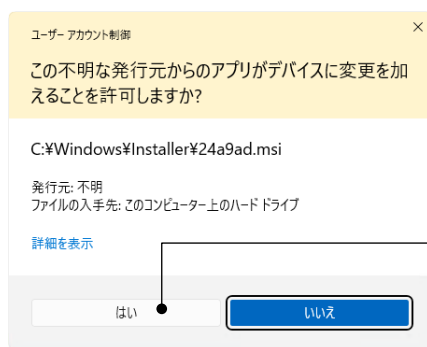 ユーザー アカウント制御
×
この不明な発行元からのアプリがデバイスに変更を加
えることを許可しますか?
C:¥Windows¥Installer¥24a9ad.msi
発行元: 不明
ファイルの入手先: このコンピューター上のハード ドライブ
詳細を表示
はい
いいえ